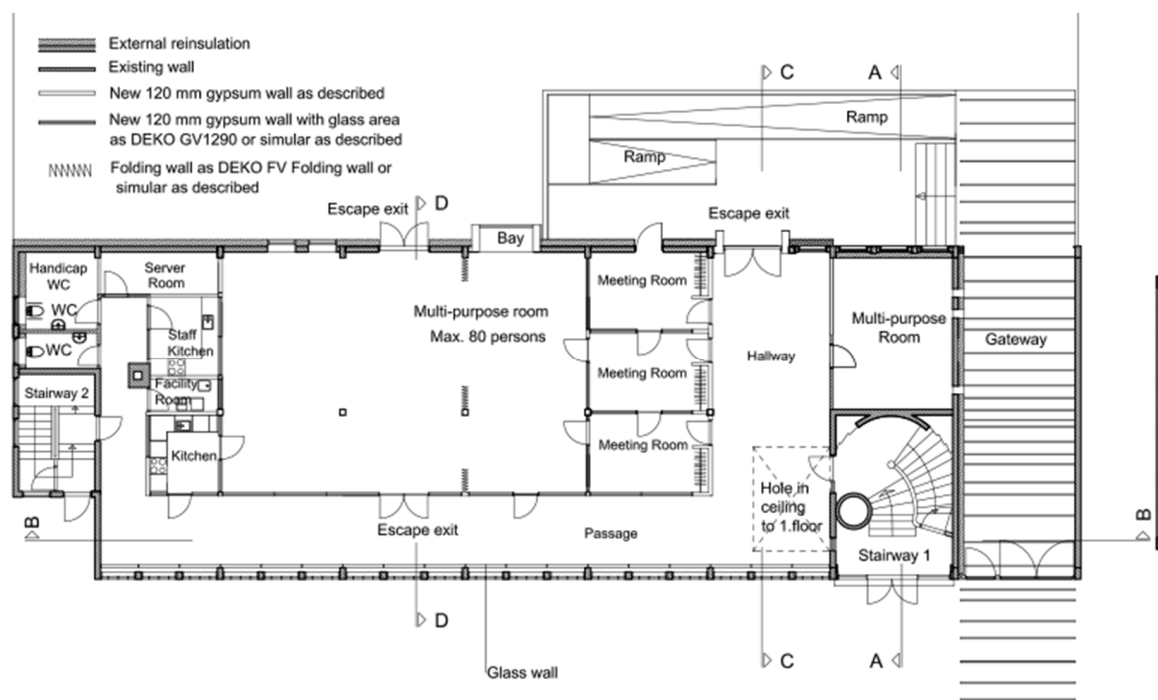 External reinsulation
Existing wall
New 120 mm gypsum wall as described
New 120 mm gypsum wall with glass area
as DEKO GV1290 or simular as described
Folding wall as DEKO FV Folding wall or
simular as described
C
A
Ramp
Ramp
Escape exit
D
Escape exit
Bay
Handicap
WC
Server
Room
Meeting Room
WC
Multi-purpose room
Max. 80 persons
Multi-purpose
Room
Staff
Kitchen
WC
Hallway
Gateway
Meeting Room
Facility
Room
Stairway 2
Meeting Room
Kitchen
Hole in
ceiling
to 1.floor
B
B
Escape exit
Passage
Stairway 1
D
C
A
Glass wall